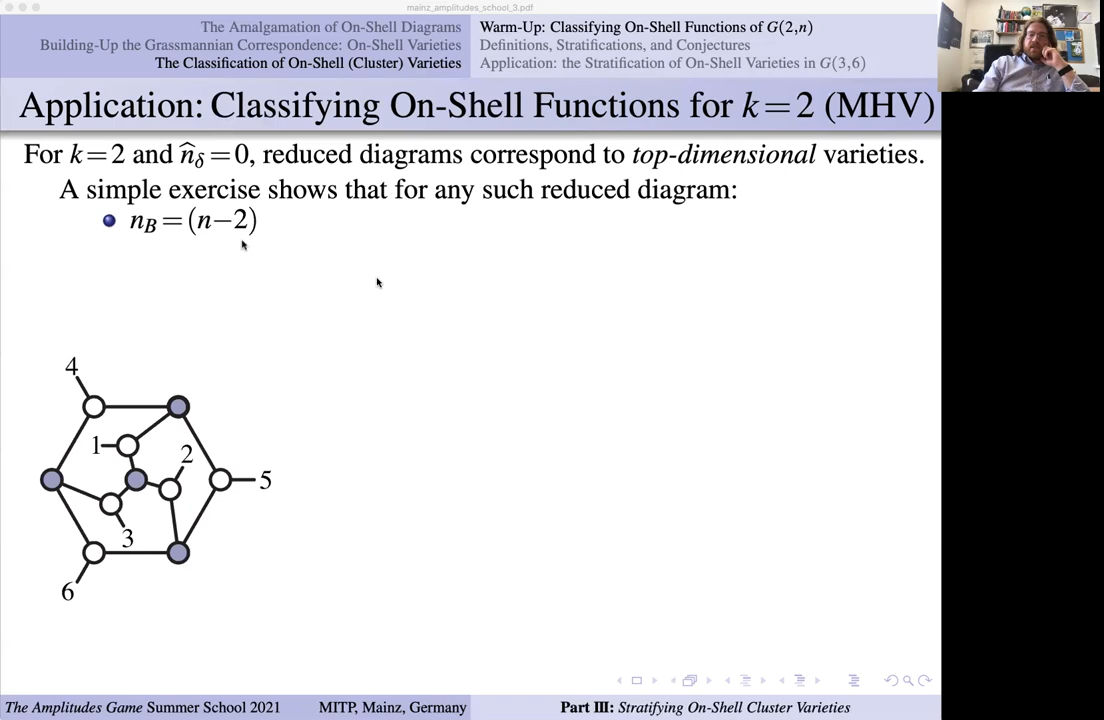 mainz_amplitudes_school_3.pdf
The Amalgamation of On-Shell Diagrams
Building-Up the Grassmannian Correspondence: On-Shell Varieties
The Classification of On-Shell (Cluster) Varieties
Warm-Up: Classifying On-Shell Functions of G(2,n)
Definitions, Stratifications, and Conjectures
Application: the Stratification of On-Shell Varieties in G(3,6)
Application: Classifying On-Shell Functions for k=2 (MHV)
For k=2 and n̂_δ=0, reduced diagrams correspond to top-dimensional varieties.
A simple exercise shows that for any such reduced diagram:
n_B=(n−2)
4
1
2
5
3
6
The Amplitudes Game Summer School 2021
MITP, Mainz, Germany
Part III: Stratifying On-Shell Cluster Varieties